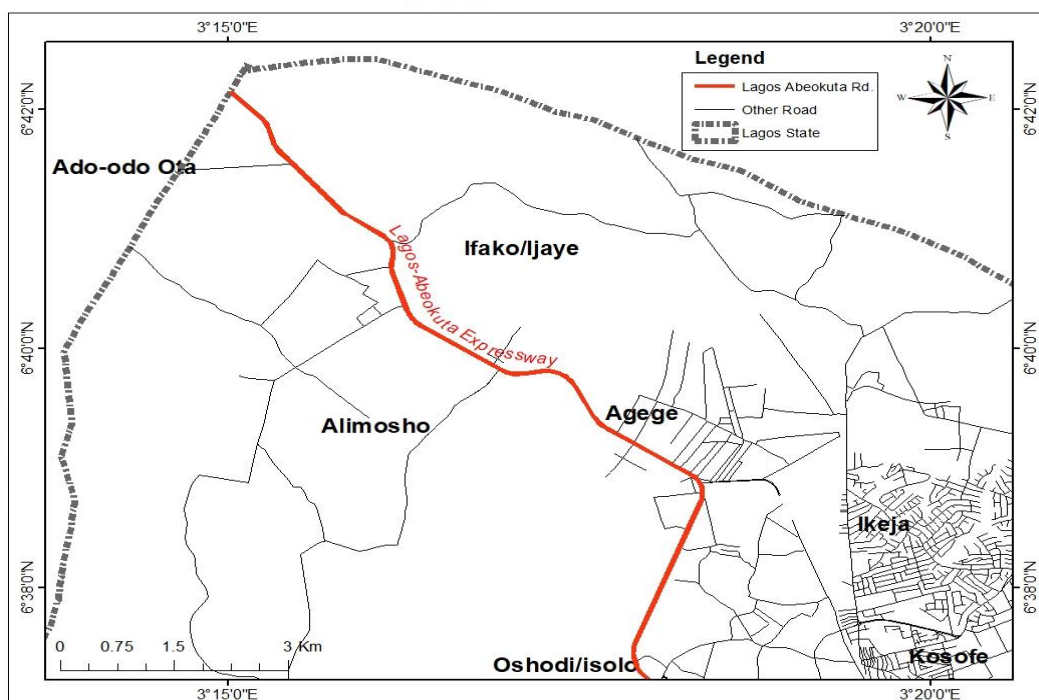 3°15'0"E
3°20'0"E
Legend
Lagos Abeokuta Rd.
Other Road
Lagos State
N
W
E
S
6°42'0"N
6°42'0"N
Ado-odo Ota
Ifako/Ijaye
Lagos-Abeokuta Expressway
6°40'0"N
6°40'0"N
Alimosho
Agege
Ikeja
6°38'0"N
6°38'0"N
0 0.75 1.5 3 Km
Oshodi/isolo
Kosofe
3°15'0"E
3°20'0"E